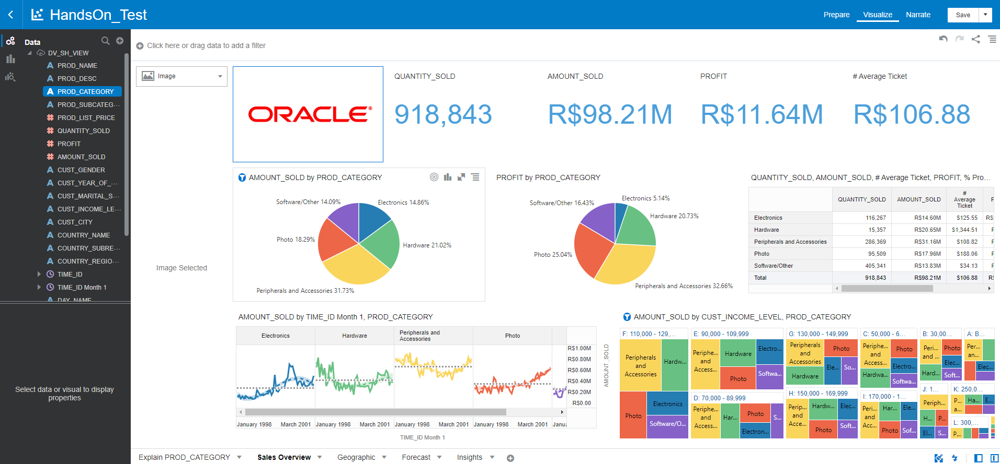 HandsOn_Test
Prepare
Visualize
Narrate
Save
Data
DV_SH_VIEW
PROD_NAME
PROD_DESC
PROD_CATEGORY
PROD_SUBCATEG...
PROD_LIST_PRICE
QUANTITY_SOLD
PROFIT
AMOUNT_SOLD
CUST_GENDER
CUST_YEAR_OF_...
CUST_MARITAL_S...
CUST_INCOME_LE...
CUST_CITY
COUNTRY_NAME
COUNTRY_SUBRE...
COUNTRY_REGIO...
TIME_ID
TIME_ID Month 1
DAY_NAME
Select data or visual to display
properties
Click here or drag data to add a filter
Image
Image Selected
ORACLE®
QUANTITY_SOLD
918,843
AMOUNT_SOLD
R$98.21M
PROFIT
R$11.64M
# Average Ticket
R$106.88
AMOUNT_SOLD by PROD_CATEGORY
Software/Other 14.09%
Electronics 14.86%
Photo 18.29%
Hardware 21.02%
Peripherals and Accessories 31.73%
PROFIT by PROD_CATEGORY
Electronics 5.14%
Software/Other 16.43%
Hardware 20.73%
Photo 25.04%
Peripherals and Accessories 32.66%
QUANTITY_SOLD, AMOUNT_SOLD, # Average Ticket, PROFIT, % Pro...
QUANTITY_SOLD AMOUNT_SOLD # Average Ticket
Electronics 116,267 R$14.60M $125.55 R$
Hardware 15,357 R$20.65M $1,344.51
Peripherals and Accessories 286,369 R$31.16M $108.82
Photo 95,509 R$17.96M $188.06
Software/Other 405,341 R$13.83M $34.13
Total 918,843 R$98.21M $106.88
AMOUNT_SOLD by TIME_ID Month 1, PROD_CATEGORY
Electronics
Hardware
Peripherals and
Accessories
Photo
R$1.00M
R$0.80M
R$0.60M
R$0.40M
R$0.20M
R$0.00
AMOUNT_SOLD
January 1998 March 2001 January 1998 March 2001 January 1998 March 2001 January 1998 March 2001
TIME_ID Month 1
AMOUNT_SOLD by CUST_INCOME_LEVEL, PROD_CATEGORY
F: 110,000 - 129,...
Peripherals
and
Accessories
Hardw...
Photo
Electronics
Software/O...
E: 90,000 - 109,999
Periphe...
and
Access...
Hardware
Electro...
Photo
Softwa...
D: 70,000 - 89,999
Periphe...
and
Access...
Har...
Photo
S...
Electron...
G: 130,000 - 149,999
Peripherals
and
Accessories
Photo
Hardware
Ele...
So...
H: 150,000 - 169,999
Perip...
and
Acce...
Hardw...
Elec...
Photo
Soft...
C: 50,000 - 6...
Periphe...
and
Access...
Photo
Electro...
Hardwa...
Softwa...
I: 170,000 - 1...
Peri...
and
Acc...
Har...
Ele...
Photo
Sof...
B: 30,00...
Peri...
and ...
Photo
Elec...
Hard...
Soft...
A: B...
Per...
an...
Elec...
J: 1...
Periph...
H...
P...
El...
S...
K: 250,0...
P...
a...
Ha...
E...
L: 300,...
P...
Explain PROD_CATEGORY
Sales Overview
Geographic
Forecast
Insights